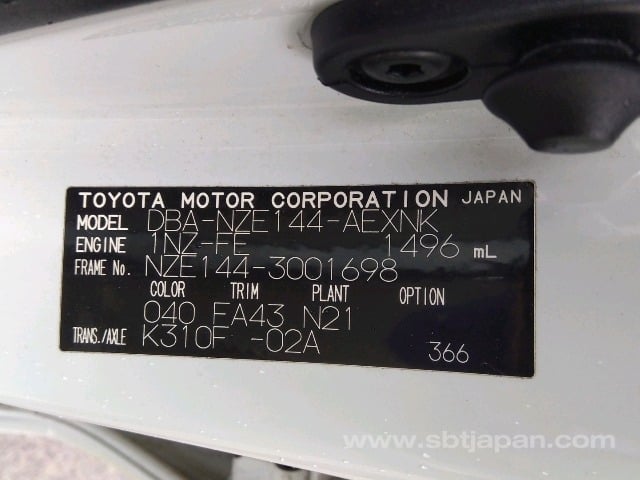 TOYOTA MOTOR CORPORATION JAPAN
MODEL DBA-NZE144-AEXNK
ENGINE 1NZ-FE 1496 mL
FRAME No. NZE144-3001698
COLOR TRIM PLANT OPTION
040 FA43 N21
TRANS./AXLE K310F -02A
366
www.sbtjapan.com